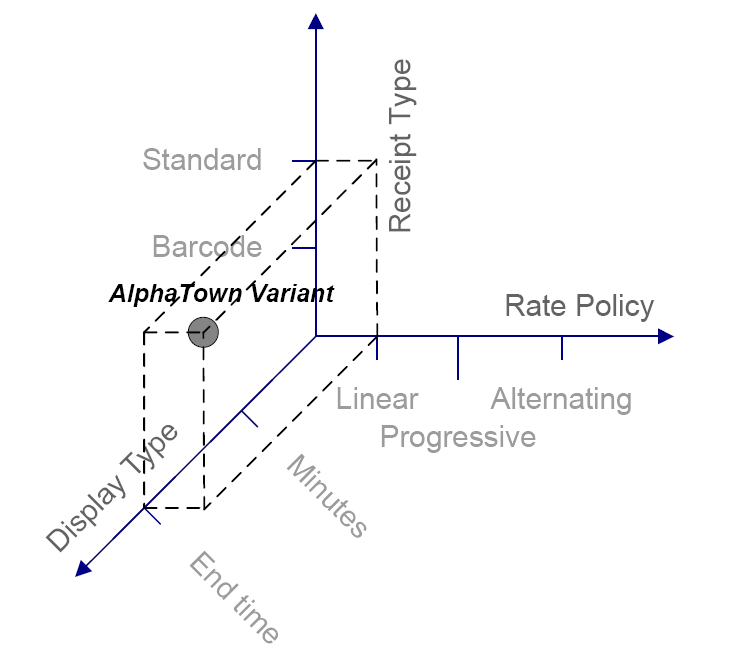 Receipt Type
Standard
Barcode
AlphaTown Variant
Rate Policy
Linear
Alternating
Progressive
Display Type
Minutes
End time